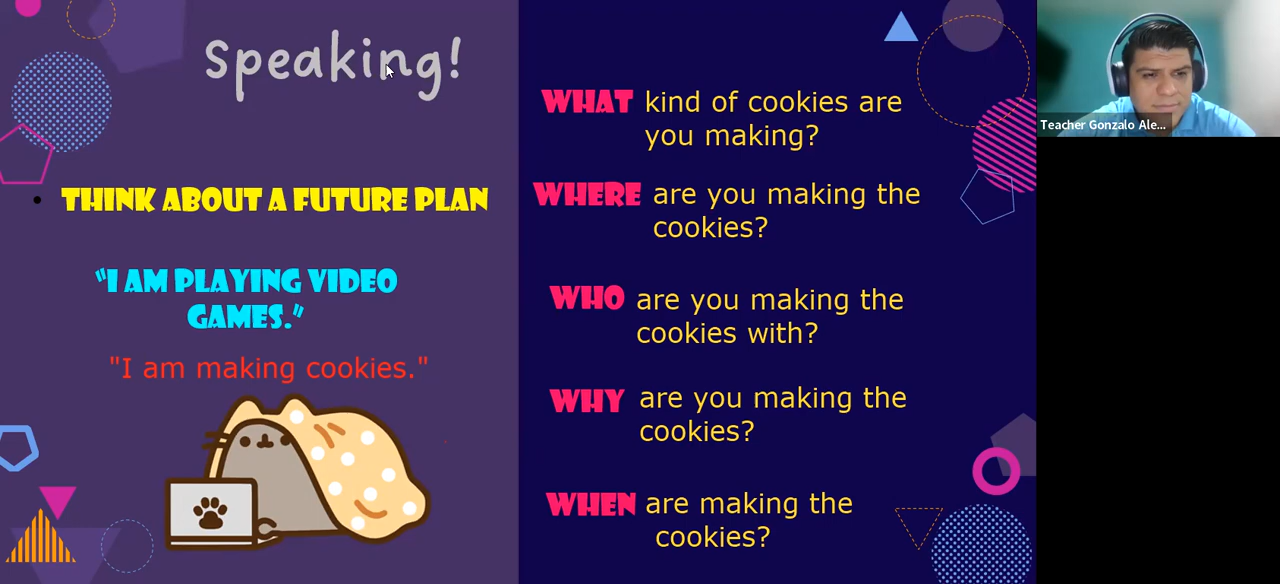 Speaking!
• THINK ABOUT A FUTURE PLAN
"I AM PLAYING VIDEO
GAMES."
"I am making cookies."
WHAT kind of cookies are
you making?
WHERE are you making the
cookies?
WHO are you making the
cookies with?
WHY are you making the
cookies?
WHEN are making the
cookies?
Teacher Gonzalo Ale...